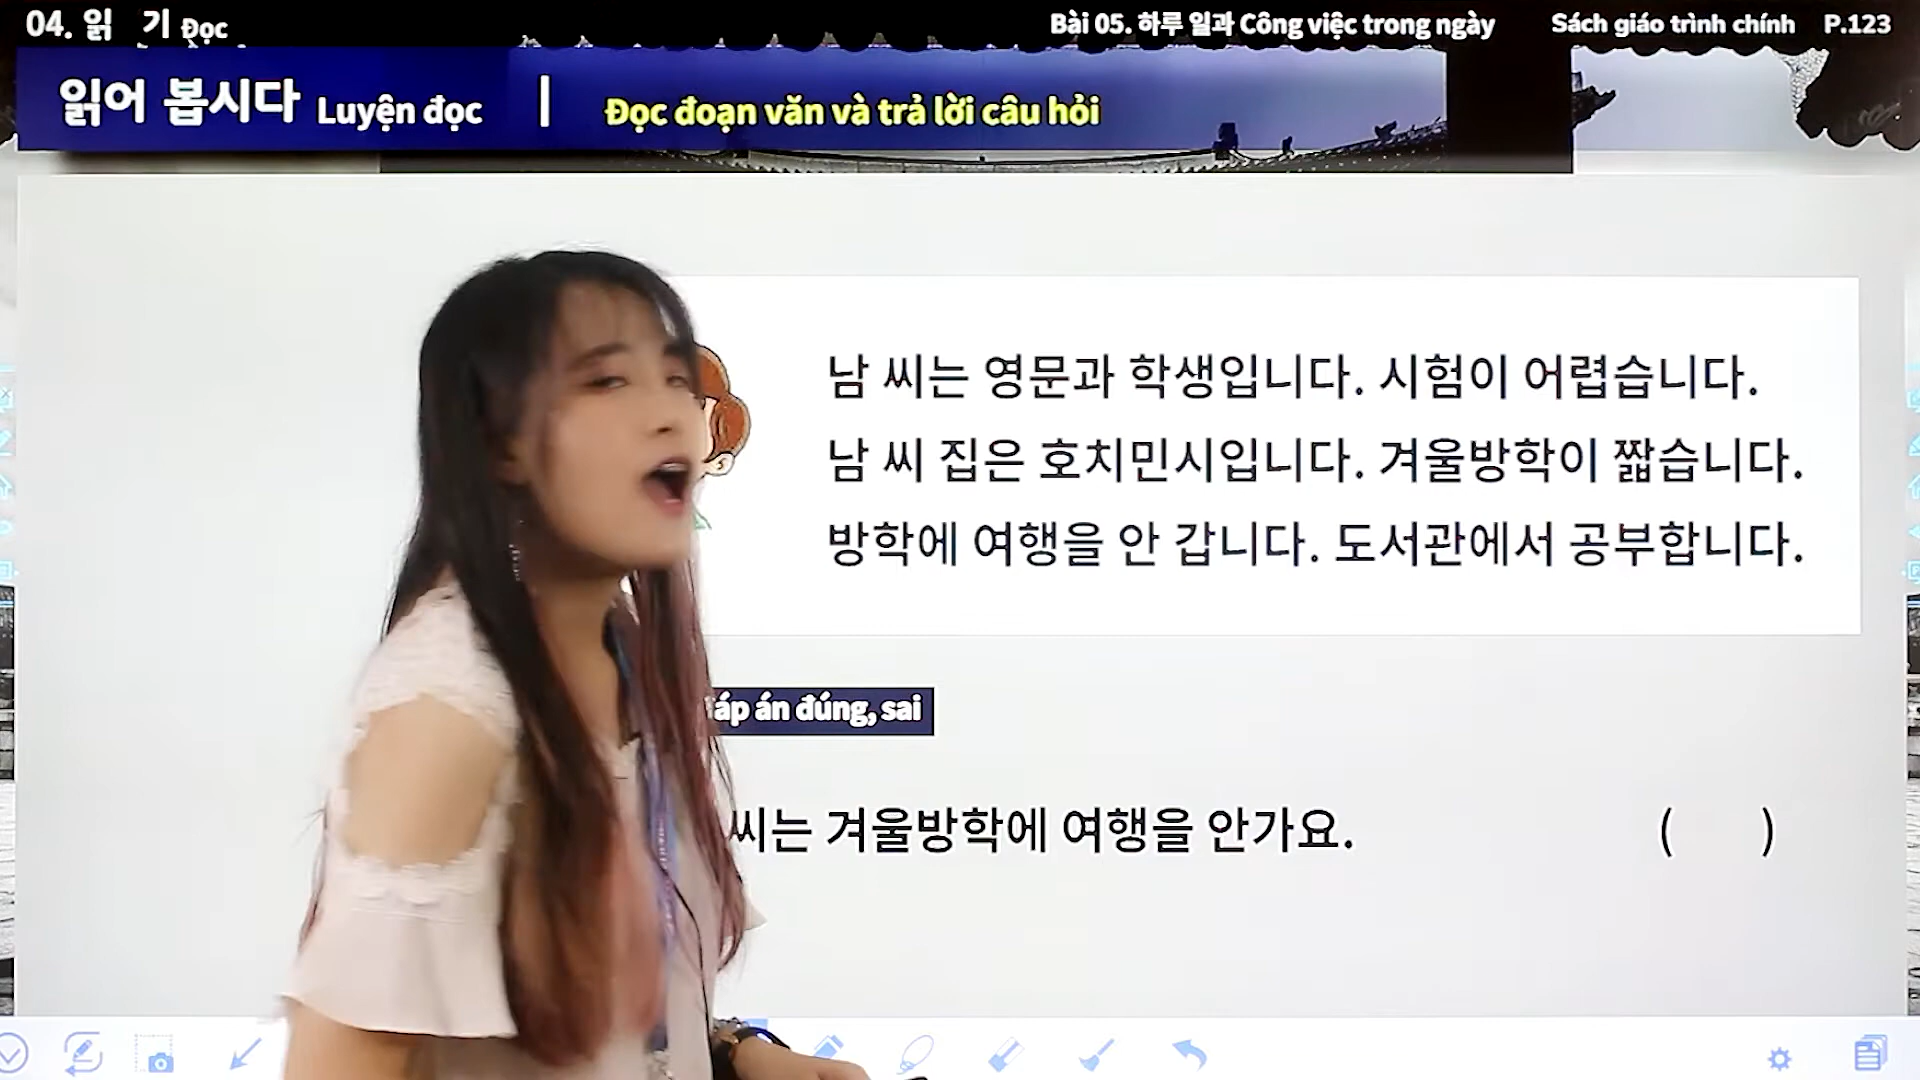 04. 읽 기 Đọc
Bài 05. 하루 일과 Công việc trong ngày
Sách giáo trình chính P.123
읽어 봅시다 Luyện đọc | Đọc đoạn văn và trả lời câu hỏi
남 씨는 영문과 학생입니다. 시험이 어렵습니다.
남 씨 집은 호치민시입니다. 겨울방학이 짧습니다.
방학에 여행을 안 갑니다. 도서관에서 공부합니다.
áp án đúng, sai
씨는 겨울방학에 여행을 안가요. ( )